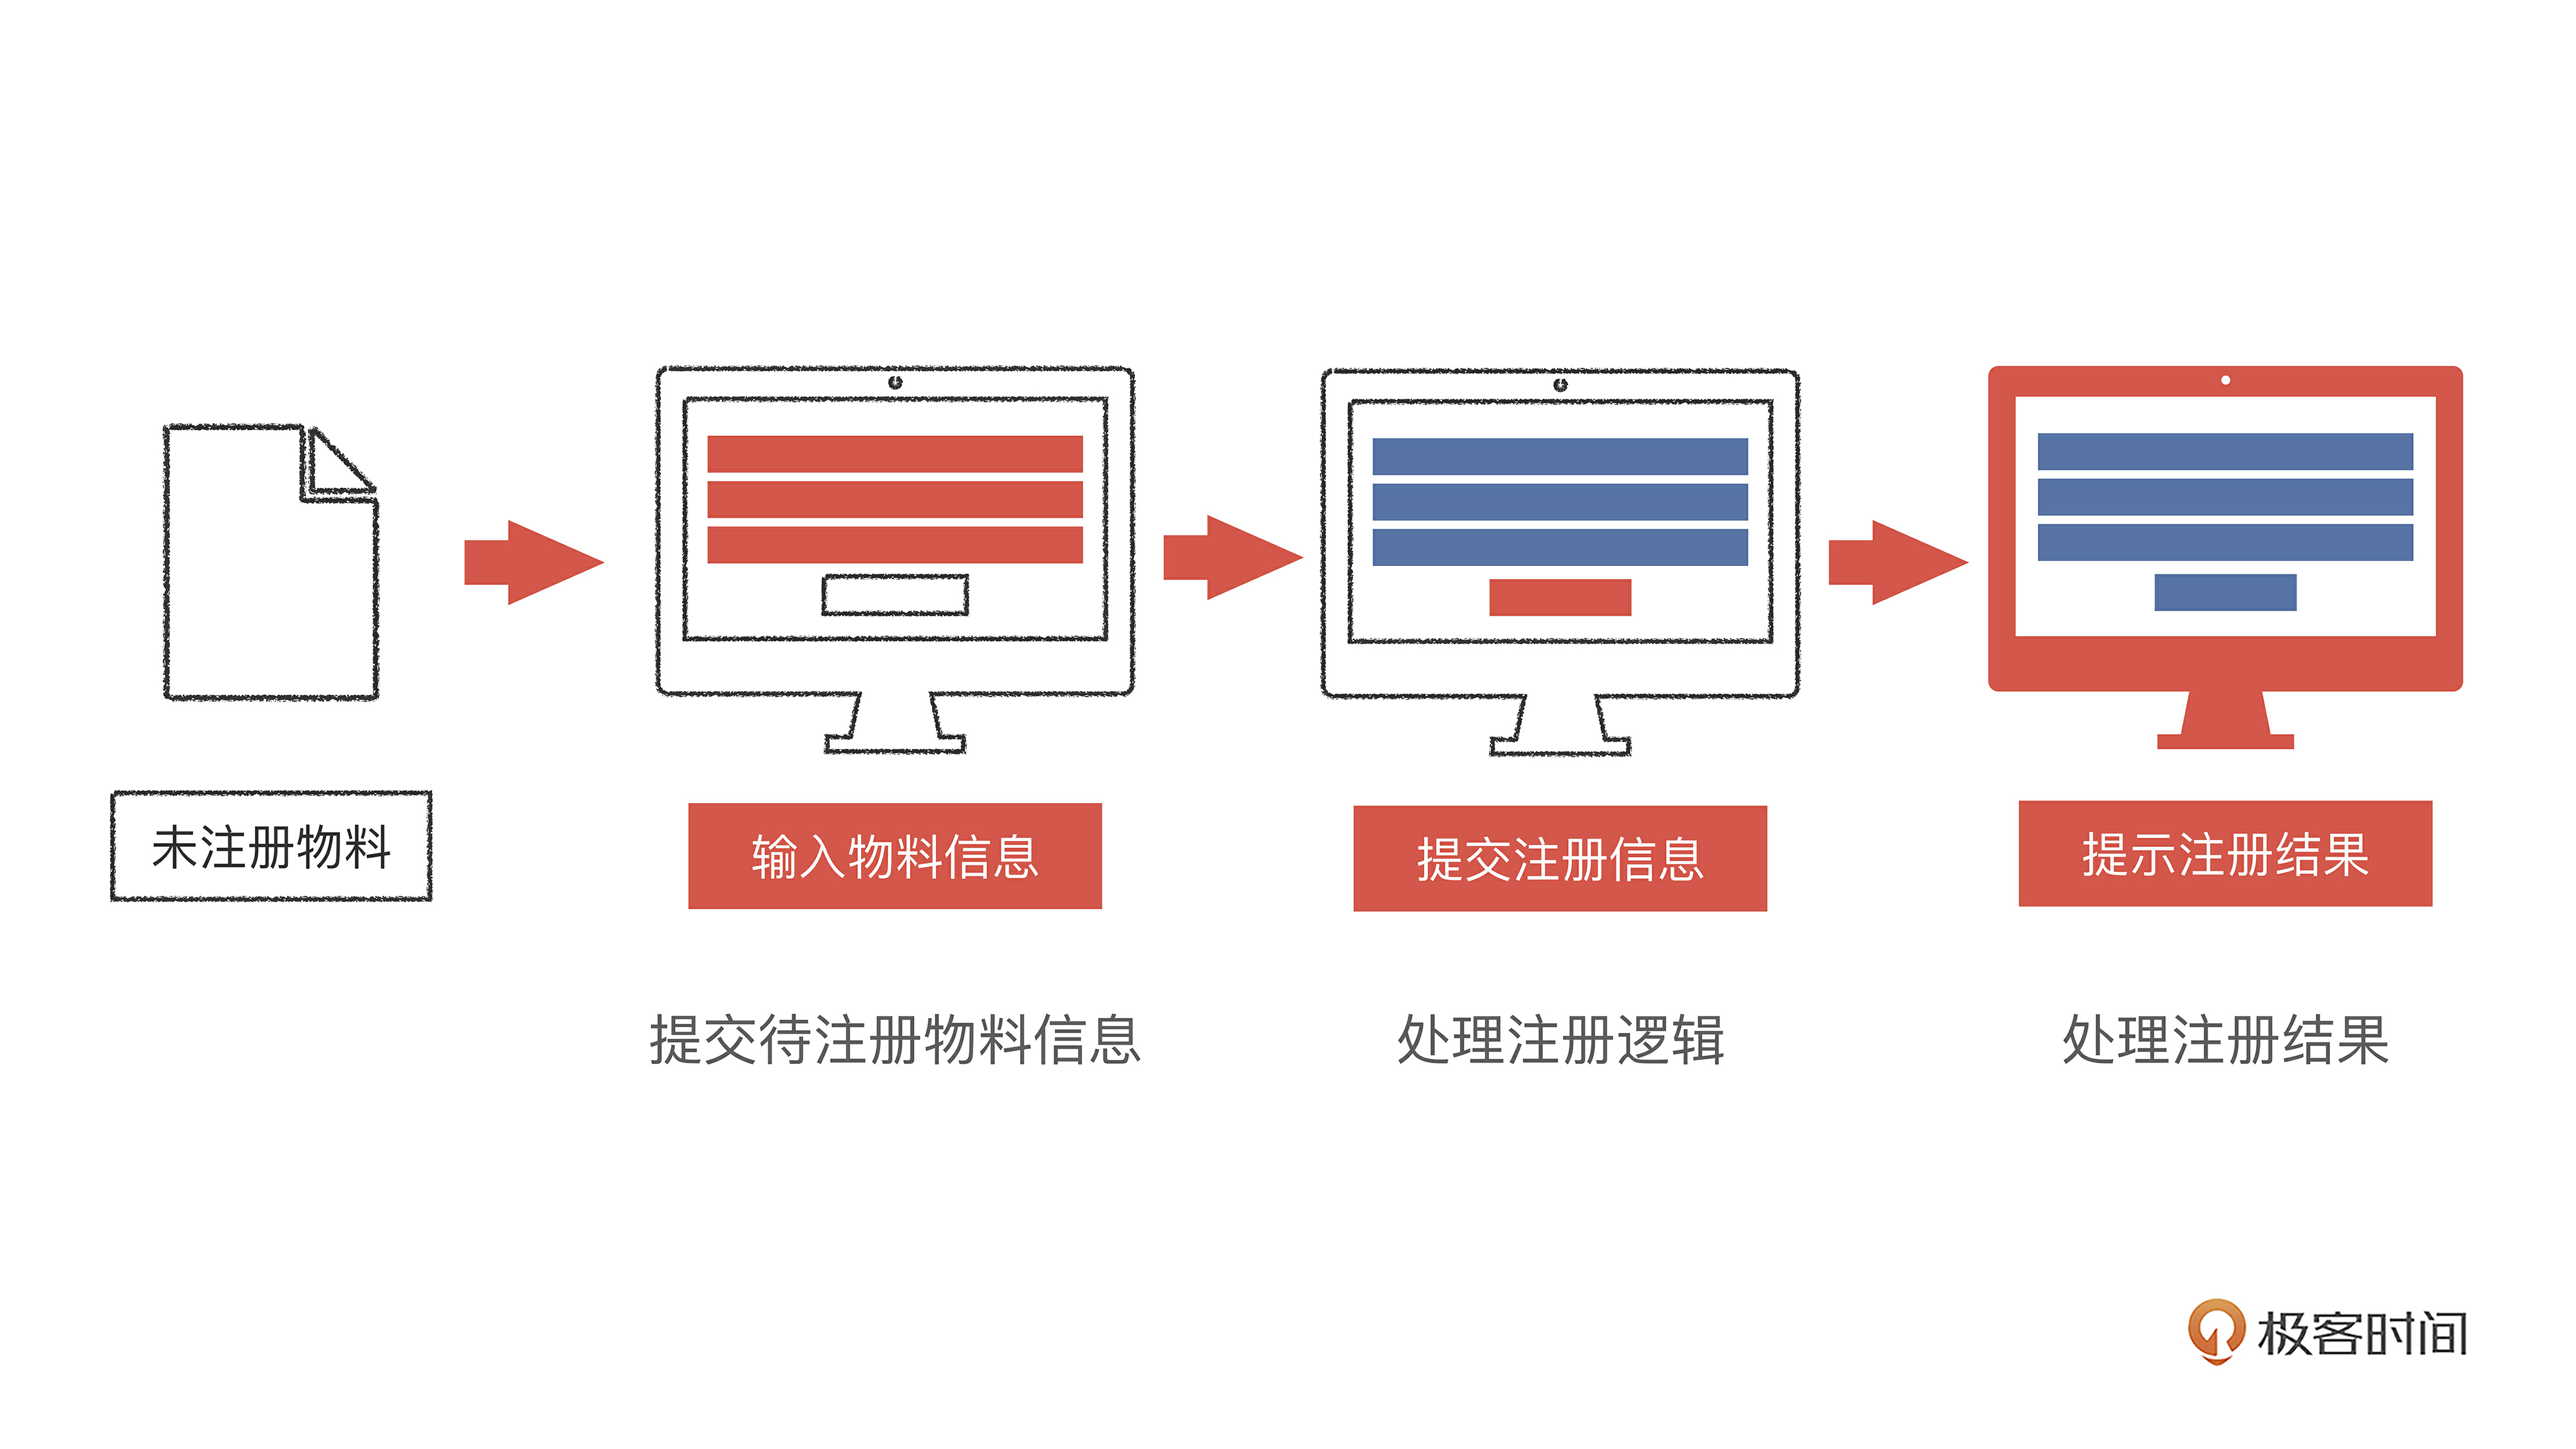 未注册物料
输入物料信息
提交注册信息
提示注册结果
提交待注册物料信息
处理注册逻辑
处理注册结果
极客时间